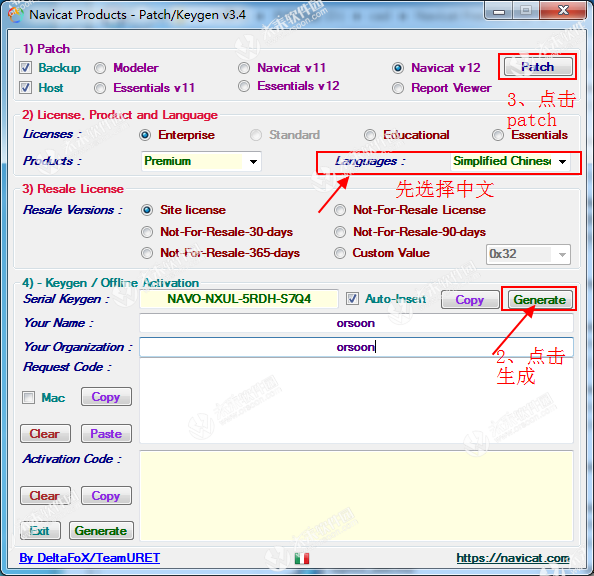 Navicat Products - Patch/Keygen v3.4
1) Patch
Backup Modeler Navicat v11 Navicat v12 Patch
Host Essentials v11 Essentials v12 Report Viewer
3、点击
patch
2) License, Product and Language
Licenses : Enterprise Standard Educational Essentials
Products : Premium Languages : Simplified Chinese
先选择中文
3) Resale License
Resale Versions : Site license Not-For-Resale License
Not-For-Resale-30-days Not-For-Resale-90-days
Not-For-Resale-365-days Custom Value 0x32
4) - Keygen / Offline Activation
Serial Keygen : NAVO-NXUL-5RDH-S7Q4 Auto-Insert Copy Generate
Your Name : orsoon
Your Organization : orsoon
2、点击
生成
Request Code :
Mac Copy
Clear Paste
Activation Code :
Clear Copy
Exit Generate
By DeltaFoX/TeamURET https://navicat.com